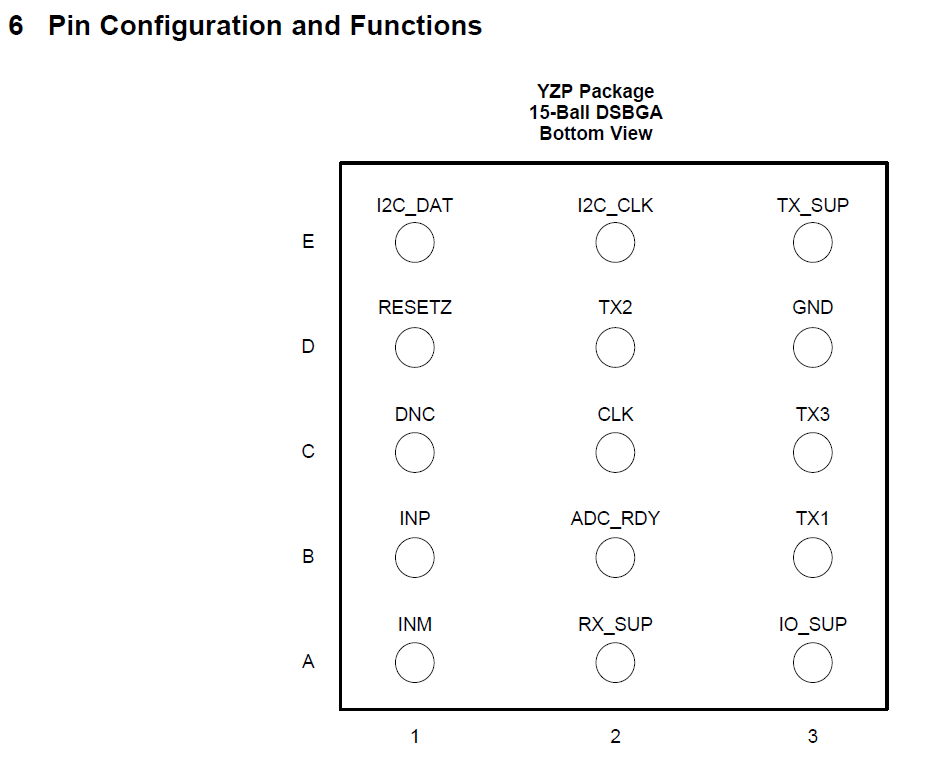 6 Pin Configuration and Functions
YZP Package
15-Ball DSBGA
Bottom View
I2C_DAT I2C_CLK TX_SUP
E
RESETZ TX2 GND
D
DNC CLK TX3
C
INP ADC_RDY TX1
B
INM RX_SUP IO_SUP
A
1 2 3